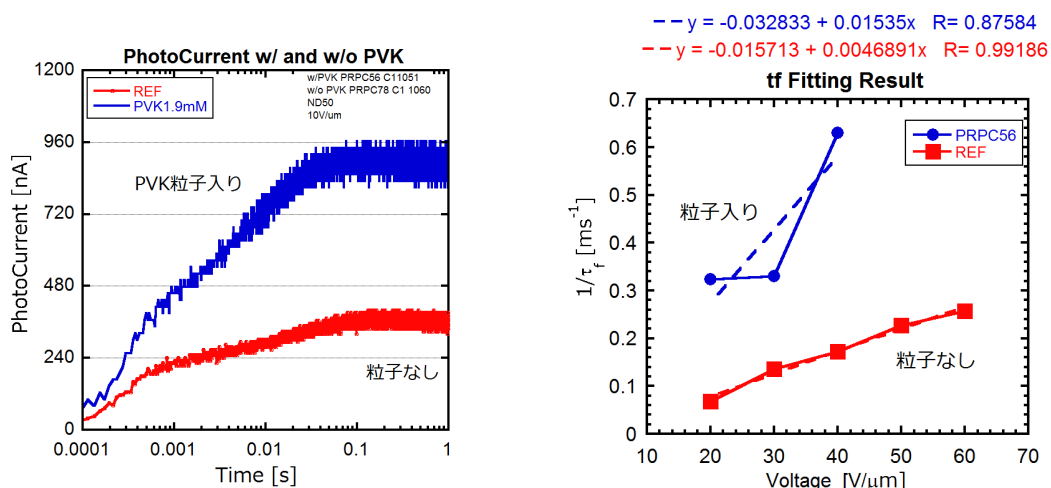 y = -0.032833 + 0.01535x R= 0.87584
y = -0.015713 + 0.0046891x R= 0.99186
PhotoCurrent w/ and w/o PVK
1200
960
720
480
240
0
PhotoCurrent [nA]
REF
PVK1.9mM
w/PVK PRPC56 C11051
w/o PVK PRPC78 C1 1060
ND50
10V/um
PVK粒子入り
粒子なし
0.0001
0.001
0.01
0.1
1
Time [s]
tf Fitting Result
0.7
0.6
0.5
0.4
0.3
0.2
0.1
0
1/τf [ms-1]
PRPC56
REF
粒子入り
粒子なし
10
20
30
40
50
60
70
Voltage [V/μm]